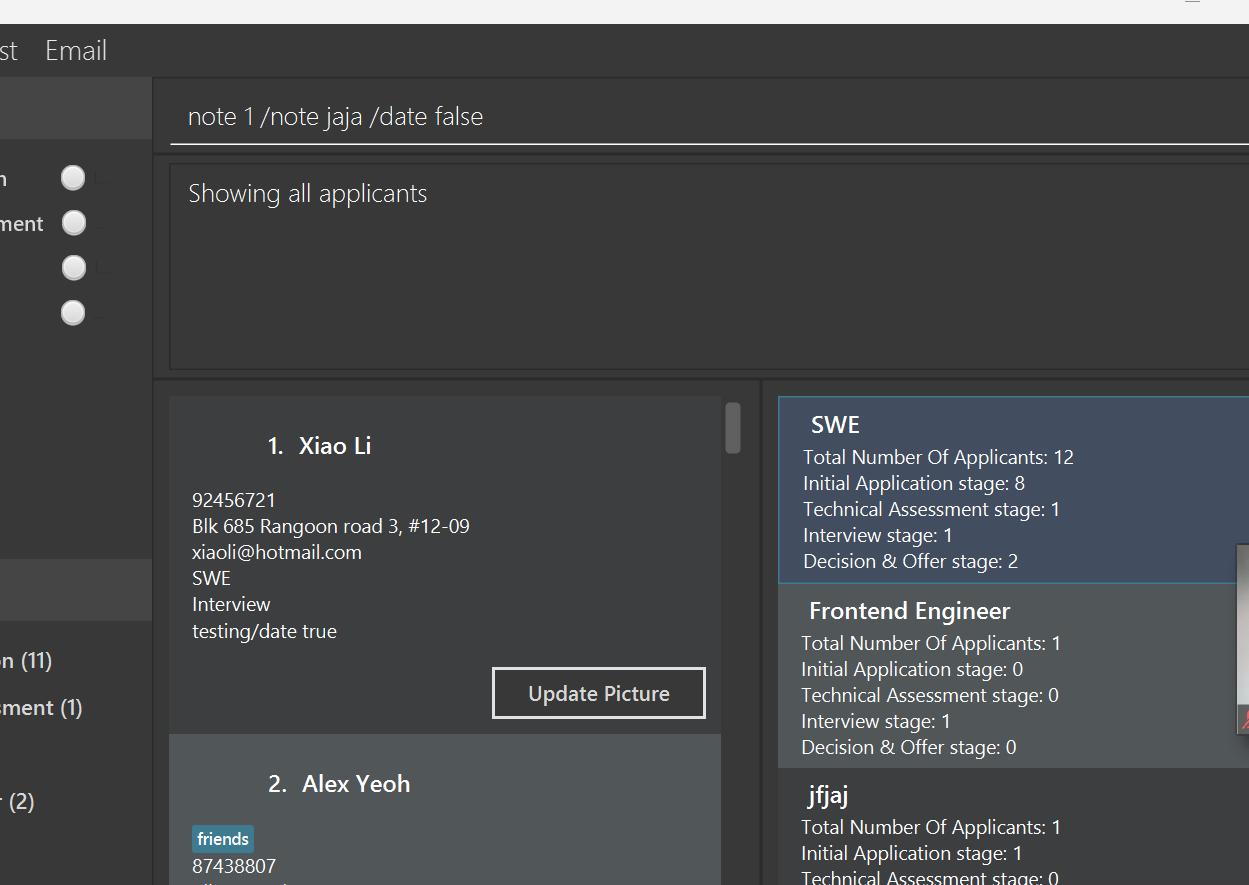 st Email
note 1 /note jaja /date false
Showing all applicants
n
ment
n (11)
ment (1)
(2)
1. Xiao Li
92456721
Blk 685 Rangoon road 3, #12-09
xiaoli@hotmail.com
SWE
Interview
testing/date true
Update Picture
2. Alex Yeoh
friends
87438807
SWE
Total Number Of Applicants: 12
Initial Application stage: 8
Technical Assessment stage: 1
Interview stage: 1
Decision & Offer stage: 2
Frontend Engineer
Total Number Of Applicants: 1
Initial Application stage: 0
Technical Assessment stage: 0
Interview stage: 1
Decision & Offer stage: 0
jfjaj
Total Number Of Applicants: 1
Initial Application stage: 1
Technical Assessment stage: 0